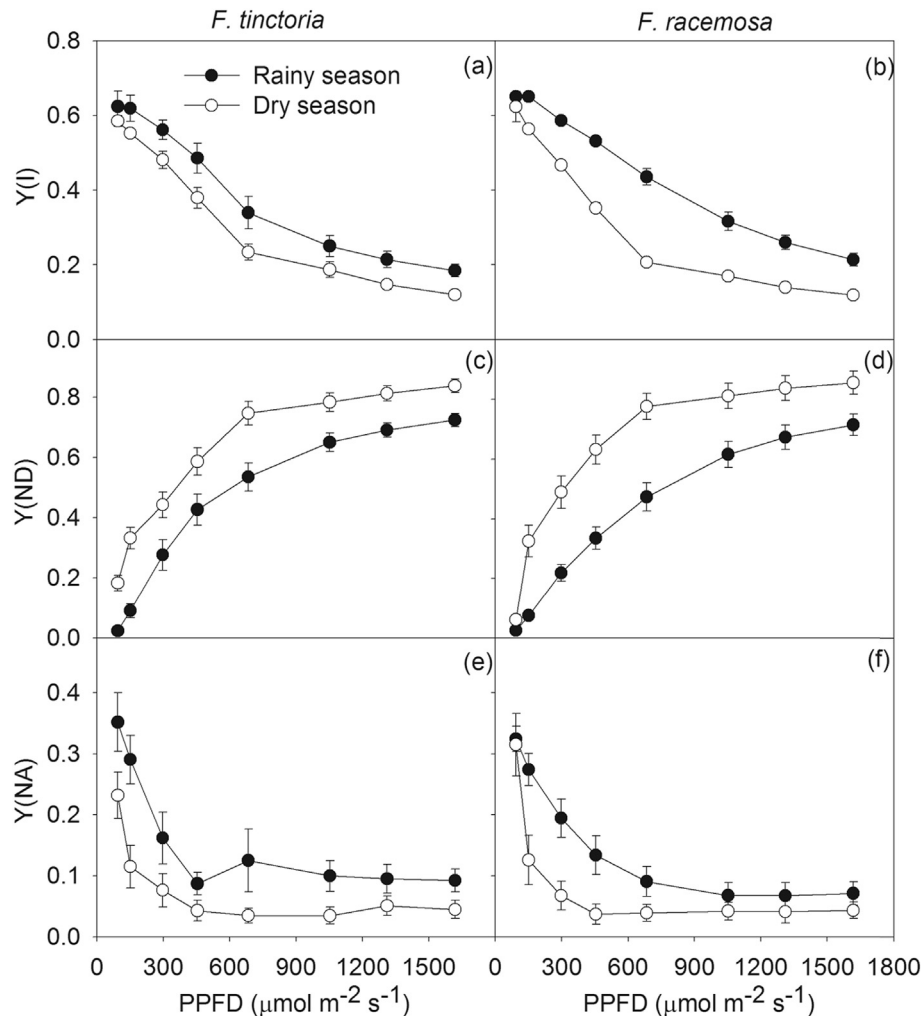 F. tinctoria
F. racemosa
0.8
0.6
0.4
0.2
0.0
Y(I)
(a)
Rainy season
Dry season
(b)
0.8
0.6
0.4
0.2
0.0
Y(ND)
(c)
(d)
0.4
0.3
0.2
0.1
0.0
Y(NA)
(e)
(f)
0 300 600 900 1200 1500
0 300 600 900 1200 1500 1800
PPFD (μmol m⁻² s⁻¹)
PPFD (μmol m⁻² s⁻¹)